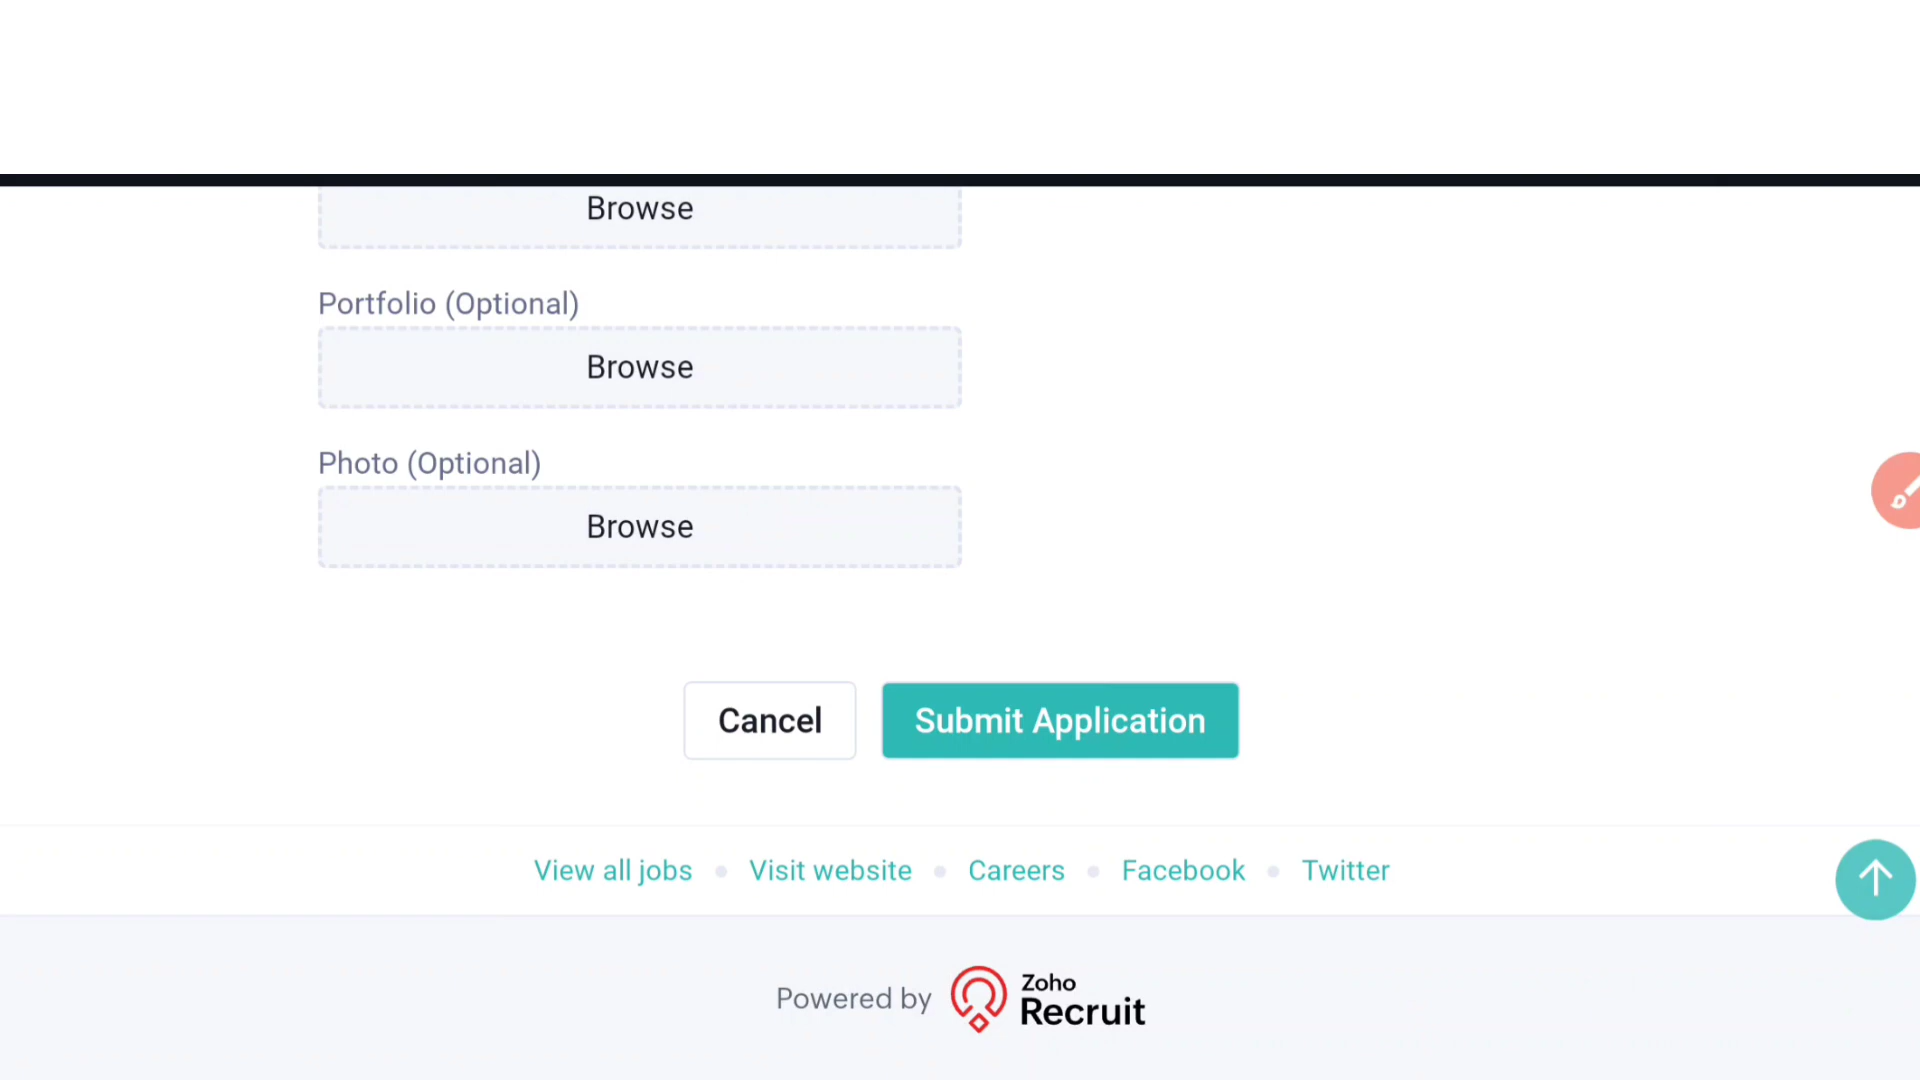 Browse
Portfolio (Optional)
Browse
Photo (Optional)
Browse
Cancel
Submit Application
View all jobs
Visit website
Careers
Facebook
Twitter
Powered by
Zoho
Recruit